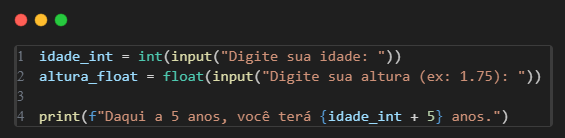 1 idade_int = int(input("Digite sua idade: "))
2 altura_float = float(input("Digite sua altura (ex: 1.75): "))
3
4 print(f"Daqui a 5 anos, você terá {idade_int + 5} anos.")